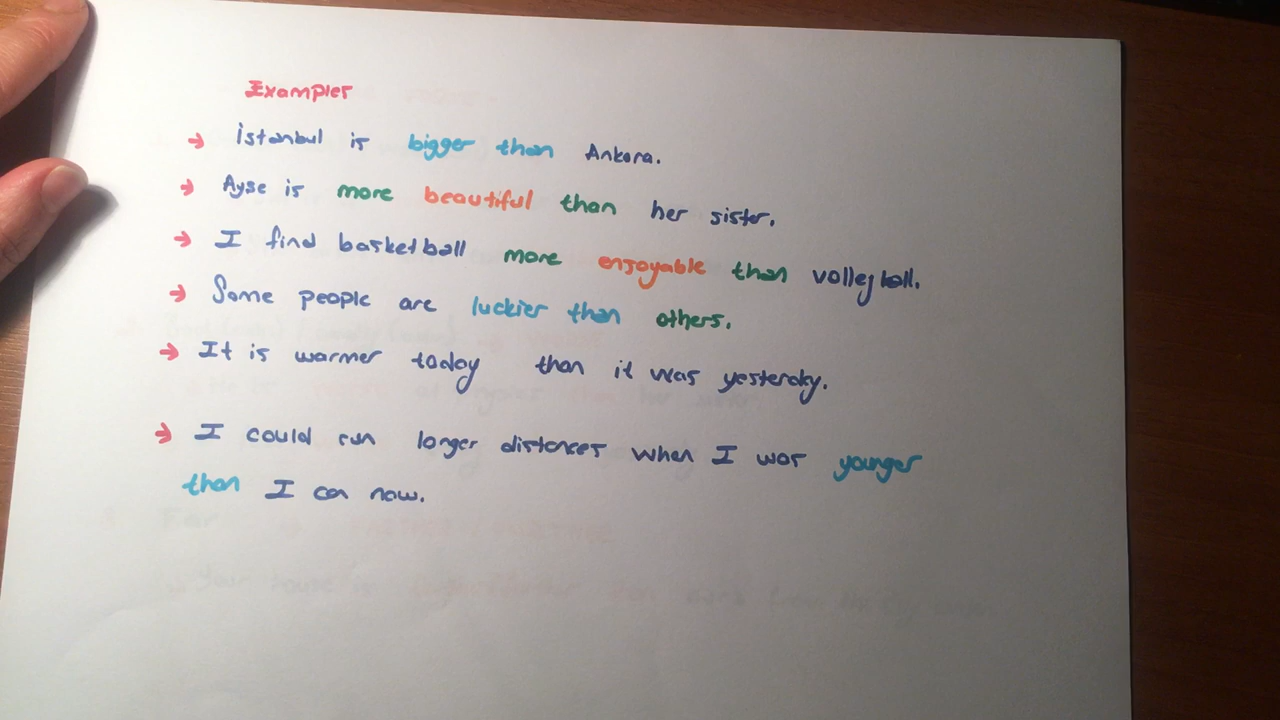 Examples
→ İstanbul is bigger than Ankara.
→ Ayse is more beautiful than her sister.
→ I find basketball more enjoyable than volleyball.
→ Some people are luckier than others.
→ It is warmer today than it was yesterday.
→ I could run longer distances when I was younger
than I can now.